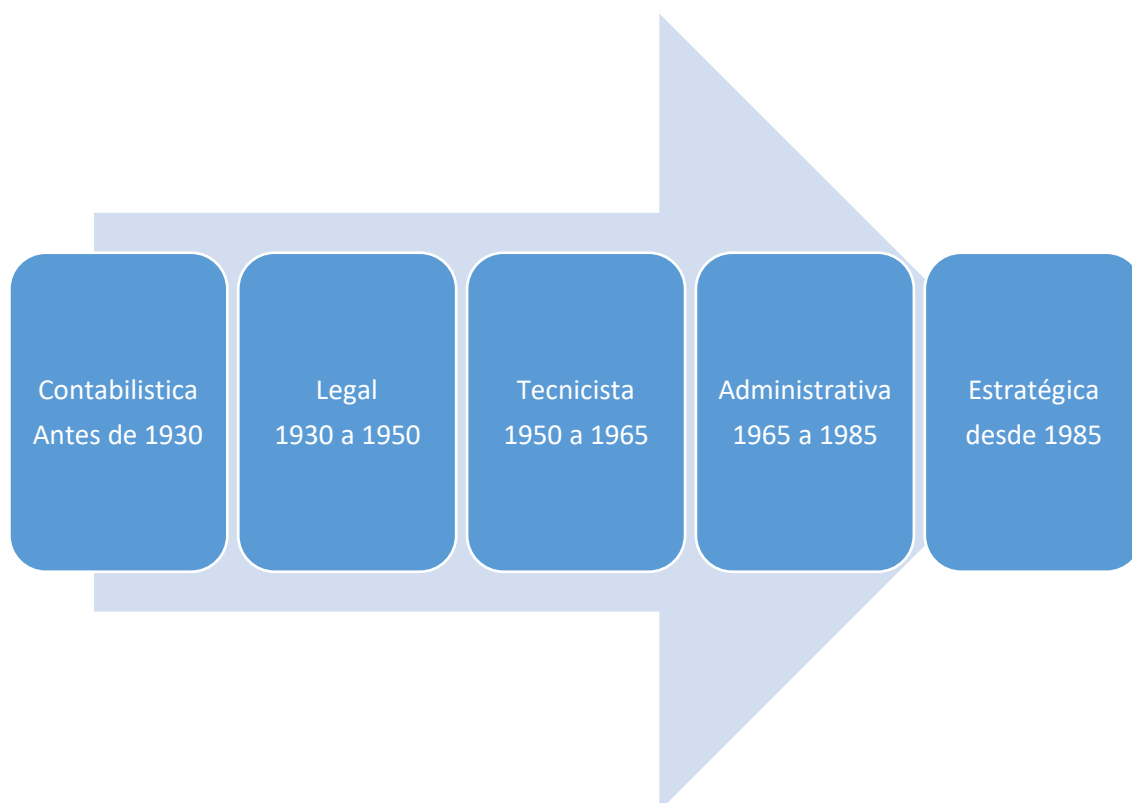 Contabilistica
Antes de 1930
Legal
1930 a 1950
Tecnicista
1950 a 1965
Administrativa
1965 a 1985
Estratégica
desde 1985